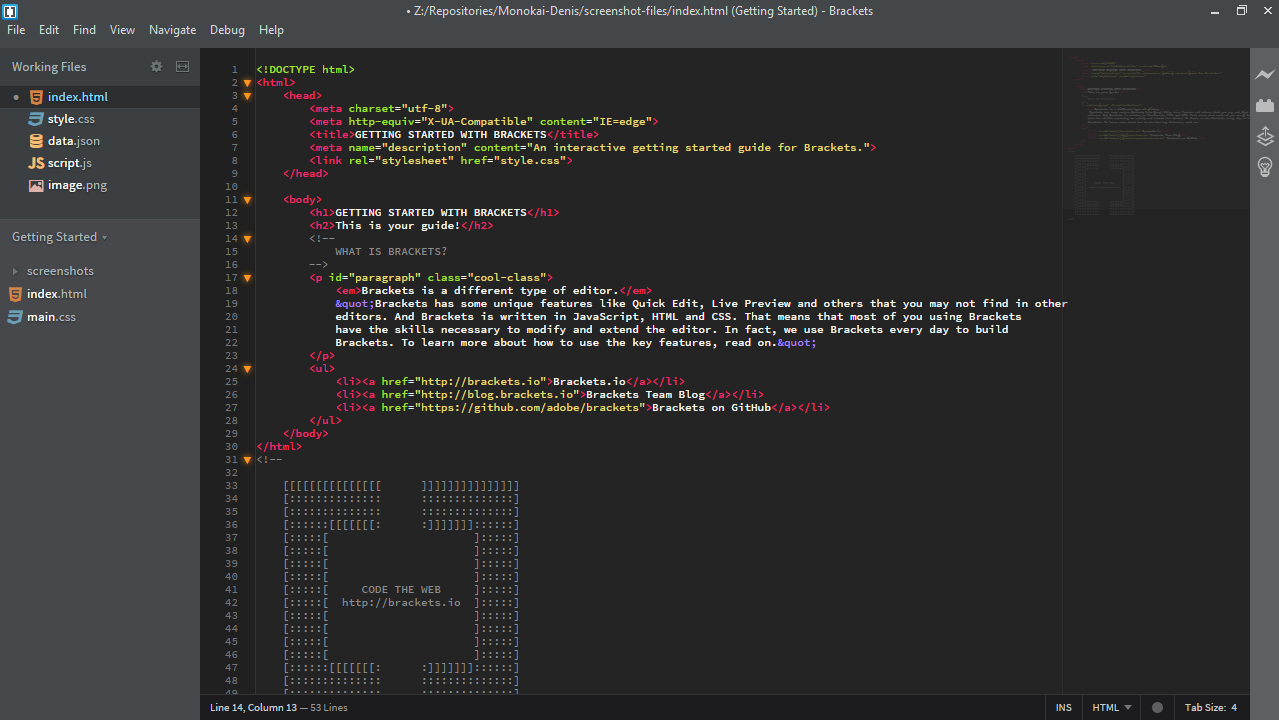 • Z:/Repositories/Monokai-Denis/screenshot-files/index.html (Getting Started) - Brackets
File Edit Find View Navigate Debug Help
Working Files
• index.html
style.css
data.json
JS script.js
image.png
Getting Started
screenshots
index.html
main.css
1 <!DOCTYPE html>
2 <html>
3     <head>
4         <meta charset="utf-8">
5         <meta http-equiv="X-UA-Compatible" content="IE=edge">
6         <title>GETTING STARTED WITH BRACKETS</title>
7         <meta name="description" content="An interactive getting started guide for Brackets.">
8         <link rel="stylesheet" href="style.css">
9     </head>
10
11     <body>
12         <h1>GETTING STARTED WITH BRACKETS</h1>
13         <h2>This is your guide!</h2>
14         <!--
15             WHAT IS BRACKETS?
16         -->
17         <p id="paragraph" class="cool-class">
18             <em>Brackets is a different type of editor.</em>
19             &quot;Brackets has some unique features like Quick Edit, Live Preview and others that you may not find in other
20             editors. And Brackets is written in JavaScript, HTML and CSS. That means that most of you using Brackets
21             have the skills necessary to modify and extend the editor. In fact, we use Brackets every day to build
22             Brackets. To learn more about how to use the key features, read on.&quot;
23         </p>
24         <ul>
25             <li><a href="http://brackets.io">Brackets.io</a></li>
26             <li><a href="http://blog.brackets.io">Brackets Team Blog</a></li>
27             <li><a href="https://github.com/adobe/brackets">Brackets on GitHub</a></li>
28         </ul>
29     </body>
30 </html>
31 <!--
32
33     [[[[[[[[[[[[[[[      ]]]]]]]]]]]]]]]
34     [::::::::::::::      ::::::::::::::]
35     [::::::::::::::      ::::::::::::::]
36     [::::::[[[[[[[:      :]]]]]]]::::::]
37     [:::::[                      ]:::::]
38     [:::::[                      ]:::::]
39     [:::::[                      ]:::::]
40     [:::::[                      ]:::::]
41     [:::::[     CODE THE WEB     ]:::::]
42     [:::::[  http://brackets.io  ]:::::]
43     [:::::[                      ]:::::]
44     [:::::[                      ]:::::]
45     [:::::[                      ]:::::]
46     [:::::[                      ]:::::]
47     [::::::[[[[[[[:      :]]]]]]]::::::]
48     [::::::::::::::      ::::::::::::::]
49     [::::::::::::::      ::::::::::::::]
Line 14, Column 13 — 53 Lines
INS HTML Tab Size: 4